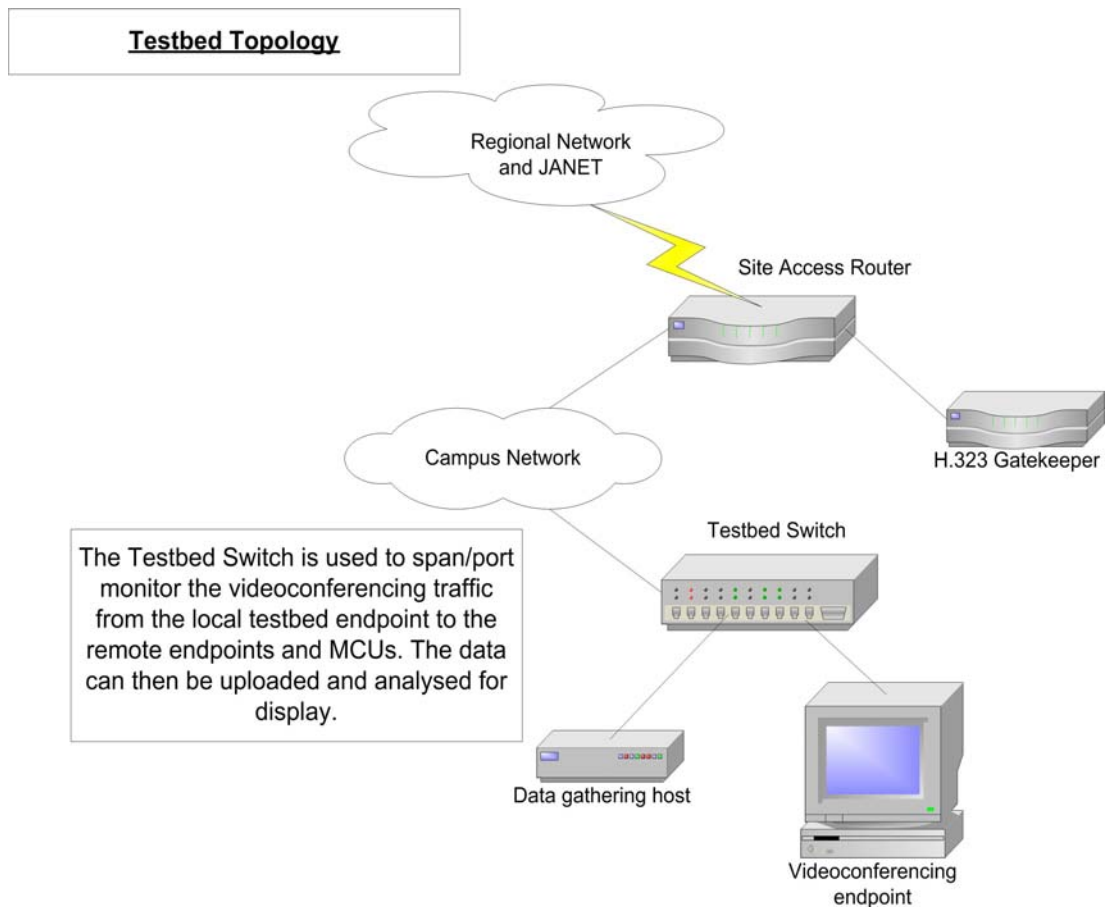 Testbed Topology
Regional Network
and JANET
Site Access Router
H.323 Gatekeeper
Campus Network
Testbed Switch
The Testbed Switch is used to span/port
monitor the videoconferencing traffic
from the local testbed endpoint to the
remote endpoints and MCUs. The data
can then be uploaded and analysed for
display.
Data gathering host
Videoconferencing
endpoint